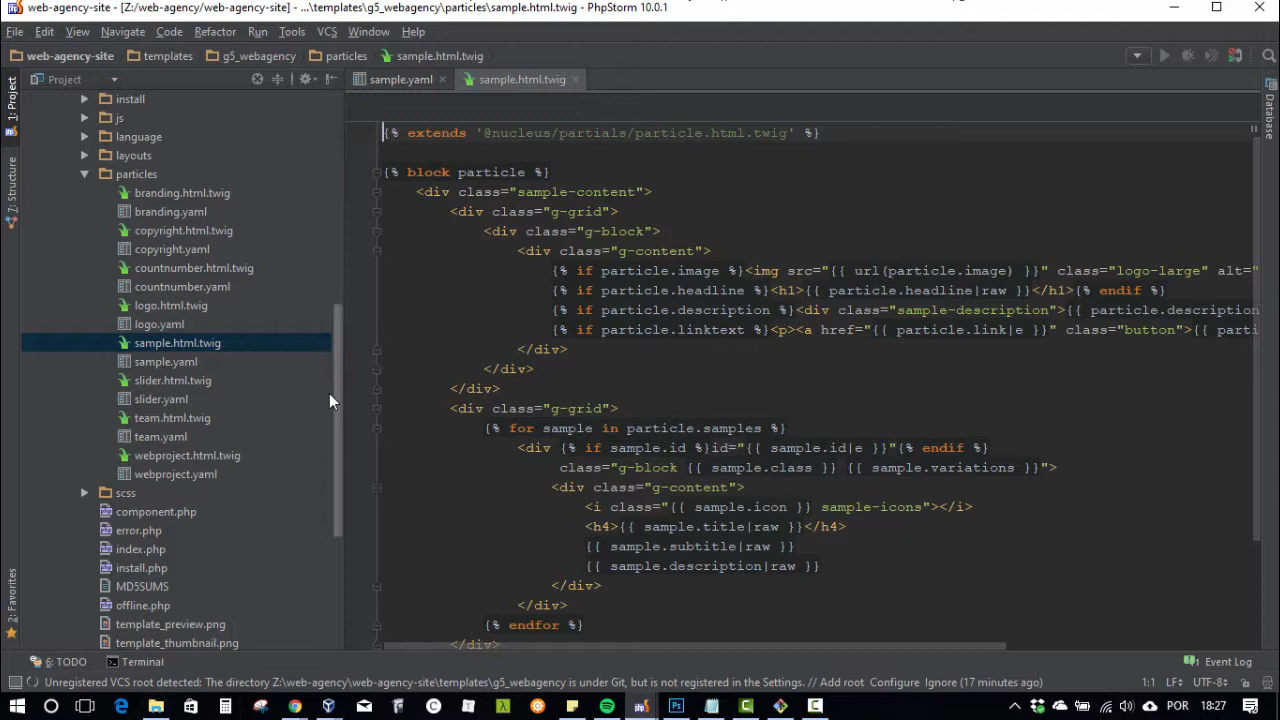 web-agency-site - [Z:/web-agency/web-agency-site] - ...\templates\g5_webagency\particles\sample.html.twig - PhpStorm 10.0.1
File Edit View Navigate Code Refactor Run Tools VCS Window Help
web-agency-site templates g5_webagency particles sample.html.twig
Project
sample.yaml
sample.html.twig
1: Project
7: Structure
2: Favorites
install
js
language
layouts
particles
branding.html.twig
branding.yaml
copyright.html.twig
copyright.yaml
countnumber.html.twig
countnumber.yaml
logo.html.twig
logo.yaml
sample.html.twig
sample.yaml
slider.html.twig
slider.yaml
team.html.twig
team.yaml
webproject.html.twig
webproject.yaml
scss
component.php
error.php
index.php
install.php
MD5SUMS
offline.php
template_preview.png
template_thumbnail.png
{% extends '@nucleus/partials/particle.html.twig' %}
{% block particle %}
<div class="sample-content">
<div class="g-grid">
<div class="g-block">
<div class="g-content">
{% if particle.image %}<img src="{{ url(particle.image) }}" class="logo-large" alt="
{% if particle.headline %}<h1>{{ particle.headline|raw }}</h1>{% endif %}
{% if particle.description %}<div class="sample-description">{{ particle.description
{% if particle.linktext %}<p><a href="{{ particle.link|e }}" class="button">{{ parti
</div>
</div>
</div>
<div class="g-grid">
{% for sample in particle.samples %}
<div {% if sample.id %}id="{{ sample.id|e }}"{% endif %}
class="g-block {{ sample.class }} {{ sample.variations }}">
<div class="g-content">
<i class="{{ sample.icon }} sample-icons"></i>
<h4>{{ sample.title|raw }}</h4>
{{ sample.subtitle|raw }}
{{ sample.description|raw }}
</div>
</div>
{% endfor %}
</div>
Database
6: TODO
Terminal
1 Event Log
Unregistered VCS root detected: The directory Z:\web-agency\web-agency-site\templates\g5_webagency is under Git, but is not registered in the Settings. // Add root Configure Ignore (17 minutes ago)
1:1 LF÷ UTF-8÷
POR 18:27